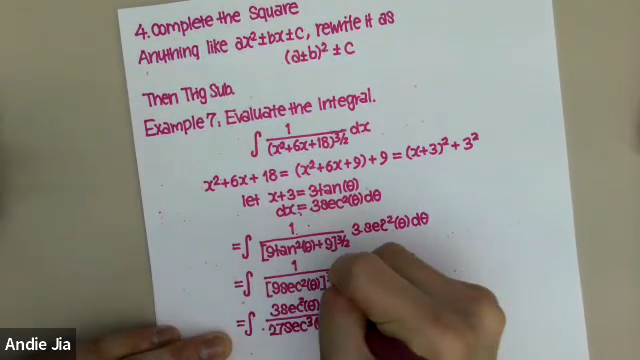 4. Complete the Square
Anything like ax²±bx±c, rewrite it as
(a±b)² ± c
Then Trig Sub.
Example 7: Evaluate the Integral.
∫ 1/(x²+6x+18)^3/2 dx
x²+6x+18 = (x²+6x+9)+9 = (x+3)²+3²
let x+3=3tan(θ)
dx=3sec²(θ)dθ
=∫ 1/[9tan²(θ)+9]^3/2 3sec²(θ)dθ
=∫ 1/[9sec²(θ)]
=∫ 3sec²(θ)/27sec³(
Andie Jia